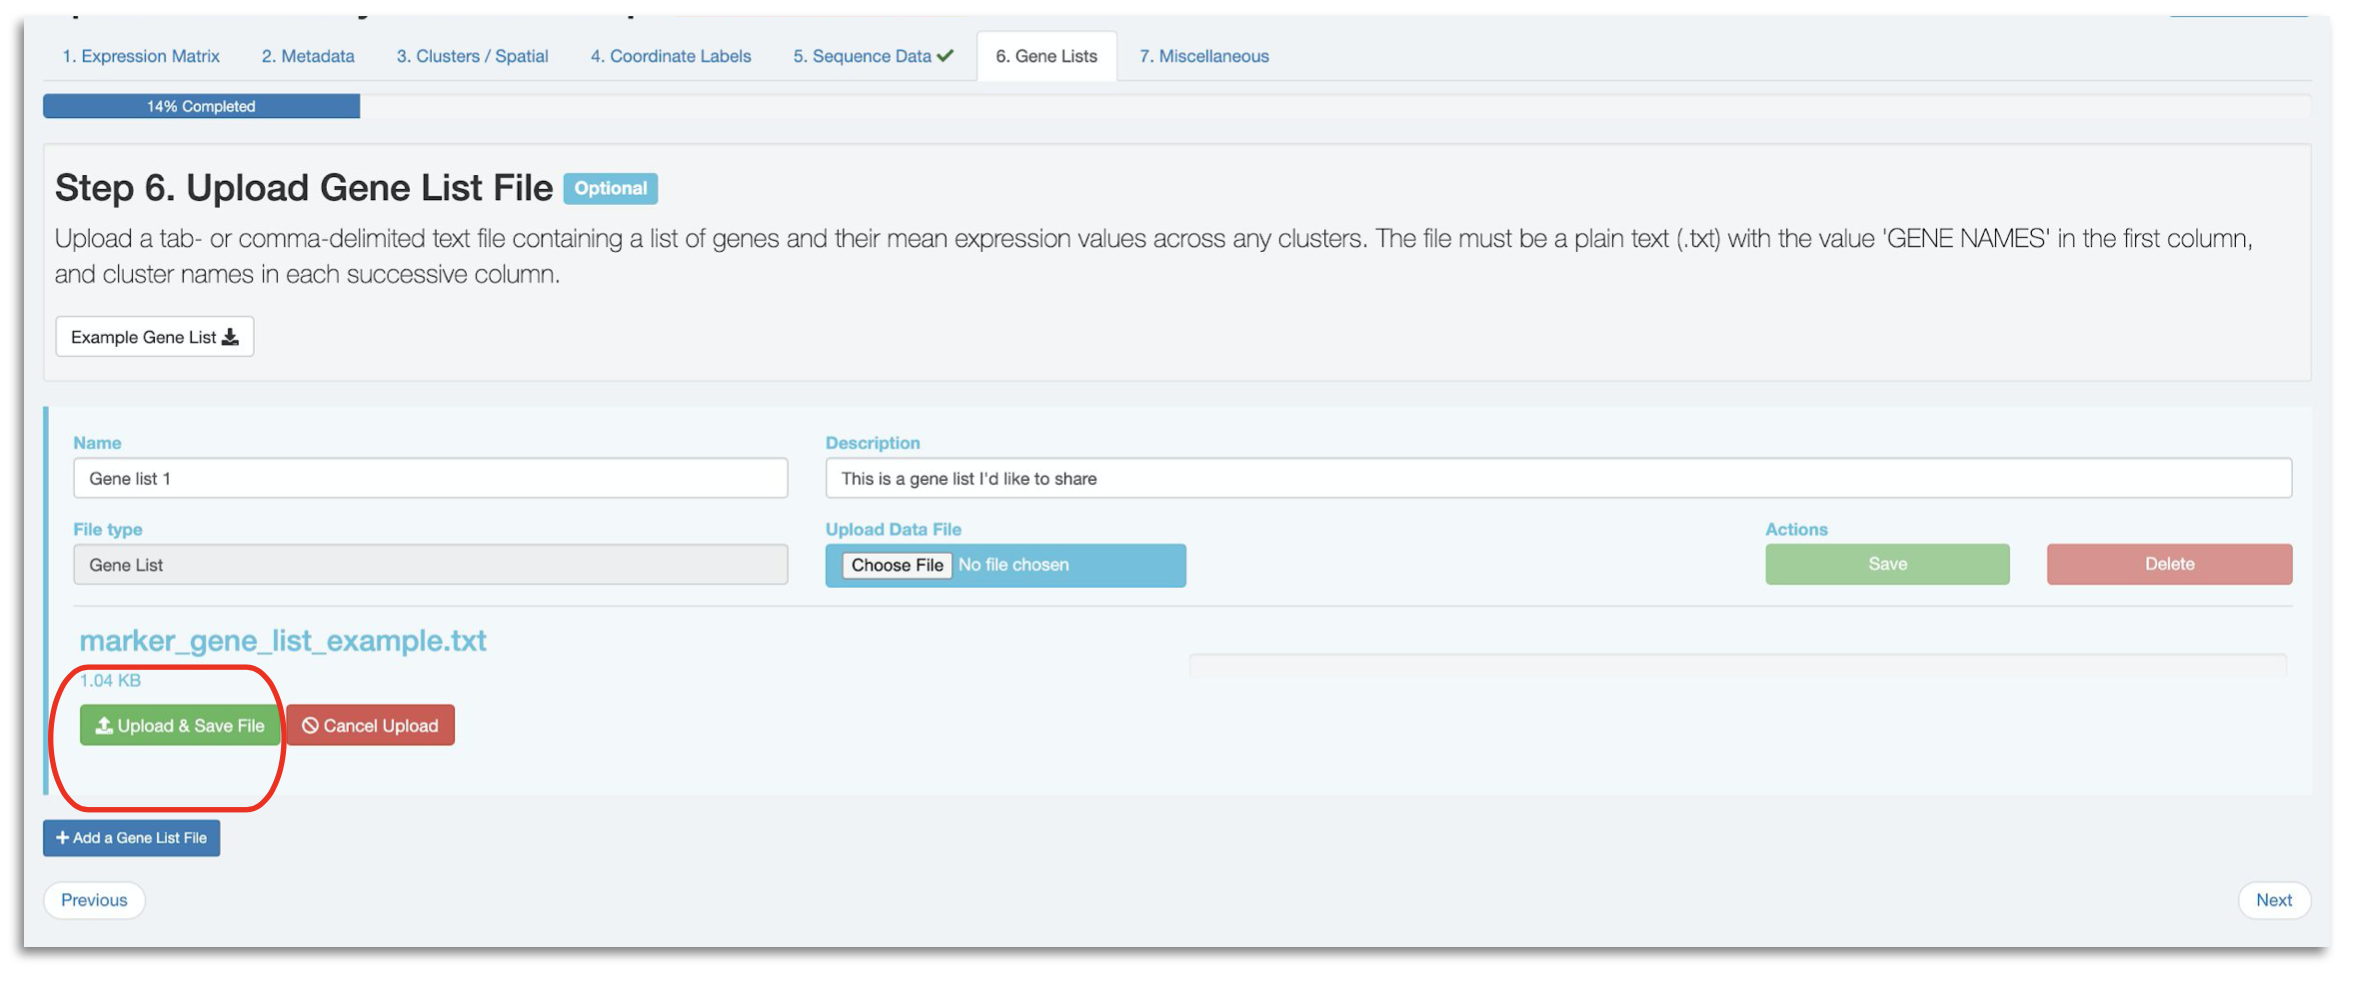 1. Expression Matrix 2. Metadata 3. Clusters / Spatial 4. Coordinate Labels 5. Sequence Data 6. Gene Lists 7. Miscellaneous
14% Completed
Step 6. Upload Gene List File Optional
Upload a tab- or comma-delimited text file containing a list of genes and their mean expression values across any clusters. The file must be a plain text (.txt) with the value 'GENE NAMES' in the first column,
and cluster names in each successive column.
Example Gene List
Name Description
Gene list 1 This is a gene list I'd like to share
File type Upload Data File Actions
Gene List Choose File No file chosen Save Delete
marker_gene_list_example.txt
1.04 KB
Upload & Save File Cancel Upload
+ Add a Gene List File
Previous Next